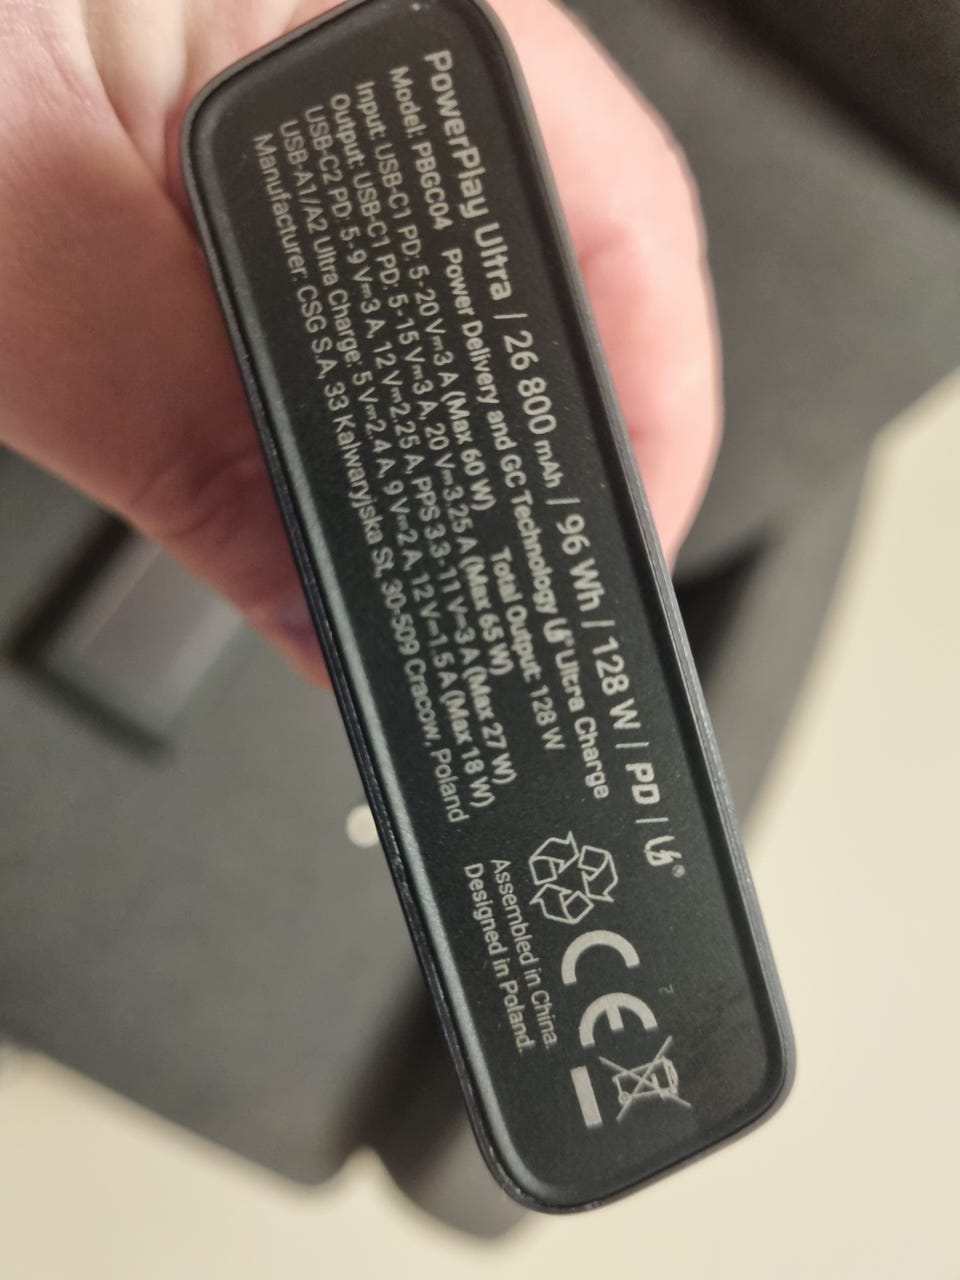 PowerPlay Ultra / 26 800 mAh / 96 Wh / 128 W / PD /
Model: PBGC04 Power Delivery and GC Technology Ultra Charge
Input: USB-C1 PD: 5-20 V⎓3 A (Max 60 W) Total Output: 128 W
Output: USB-C1 PD: 5-15 V⎓3 A, 20 V⎓3.25 A (Max 65 W)
USB-C2 PD: 5-9 V⎓3 A, 12 V⎓2.25 A, PPS 3.3-11 V⎓3 A (Max 27 W)
USB-A1/A2 Ultra Charge: 5 V⎓2.4 A, 9 V⎓2 A, 12 V⎓1.5 A (Max 18 W)
Manufacturer: CSG S.A, 33 Kalwaryjska St, 30-509 Cracow, Poland
Assembled in China.
Designed in Poland.
CE